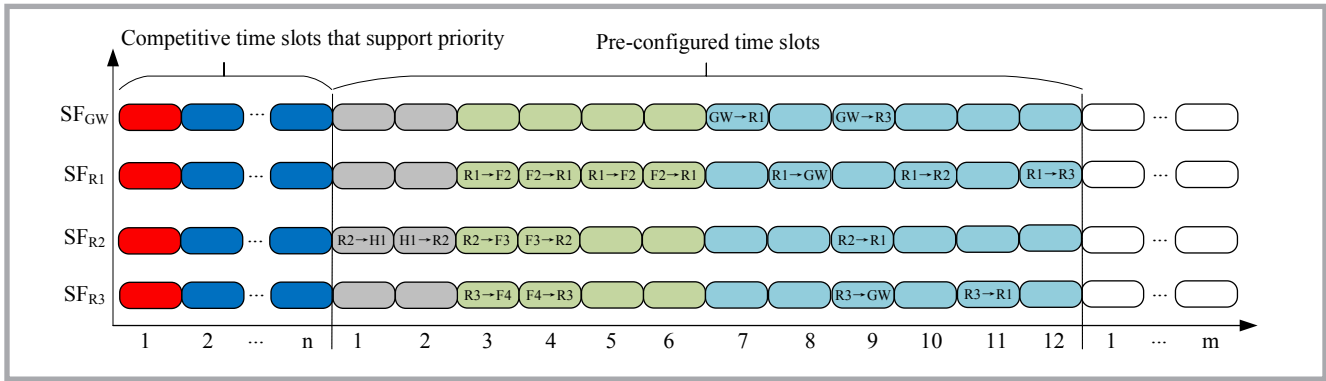 Competitive time slots that support priority
Pre-configured time slots
SFGW ... GW→R1 GW→R3 ...
SFR1 ... R1→F2 F2→R1 R1→F2 F2→R1 R1→GW R1→R2 R1→R3 ...
SFR2 ... R2→H1 H1→R2 R2→F3 F3→R2 R2→R1 ...
SFR3 ... R3→F4 F4→R3 R3→GW R3→R1 ...
1 2 ... n 1 2 3 4 5 6 7 8 9 10 11 12 1 ... m